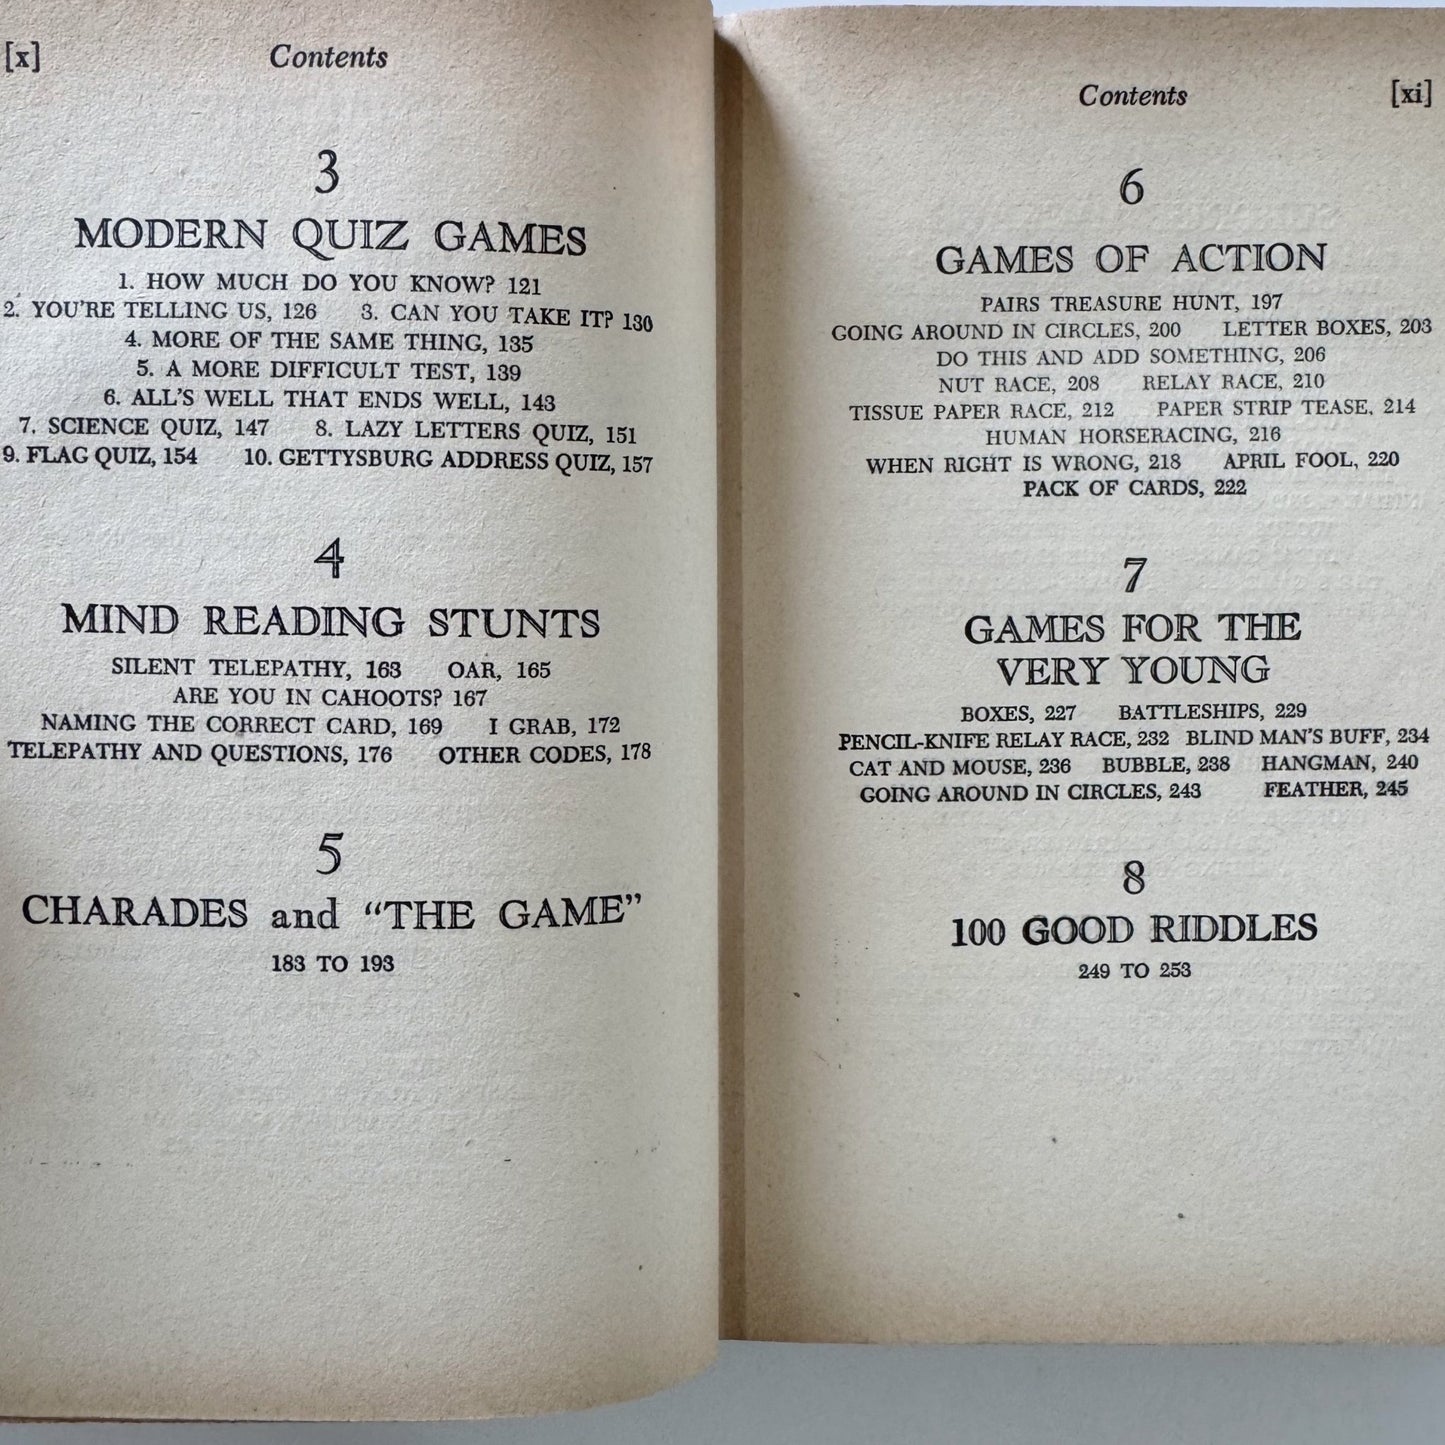 [x] Contents
3
MODERN QUIZ GAMES
1. HOW MUCH DO YOU KNOW? 121
2. YOU'RE TELLING US, 126 3. CAN YOU TAKE IT? 130
4. MORE OF THE SAME THING, 135
5. A MORE DIFFICULT TEST, 139
6. ALL'S WELL THAT ENDS WELL, 143
7. SCIENCE QUIZ, 147 8. LAZY LETTERS QUIZ, 151
9. FLAG QUIZ, 154 10. GETTYSBURG ADDRESS QUIZ, 157
4
MIND READING STUNTS
SILENT TELEPATHY, 163 OAR, 165
ARE YOU IN CAHOOTS? 167
NAMING THE CORRECT CARD, 169 I GRAB, 172
TELEPATHY AND QUESTIONS, 176 OTHER CODES, 178
5
CHARADES and "THE GAME"
183 TO 193
Contents [xi]
6
GAMES OF ACTION
PAIRS TREASURE HUNT, 197
GOING AROUND IN CIRCLES, 200 LETTER BOXES, 203
DO THIS AND ADD SOMETHING, 206
NUT RACE, 208 RELAY RACE, 210
TISSUE PAPER RACE, 212 PAPER STRIP TEASE, 214
HUMAN HORSERACING, 216
WHEN RIGHT IS WRONG, 218 APRIL FOOL, 220
PACK OF CARDS, 222
7
GAMES FOR THE
VERY YOUNG
BOXES, 227 BATTLESHIPS, 229
PENCIL-KNIFE RELAY RACE, 232 BLIND MAN'S BUFF, 234
CAT AND MOUSE, 236 BUBBLE, 238 HANGMAN, 240
GOING AROUND IN CIRCLES, 243 FEATHER, 245
8
100 GOOD RIDDLES
249 TO 253